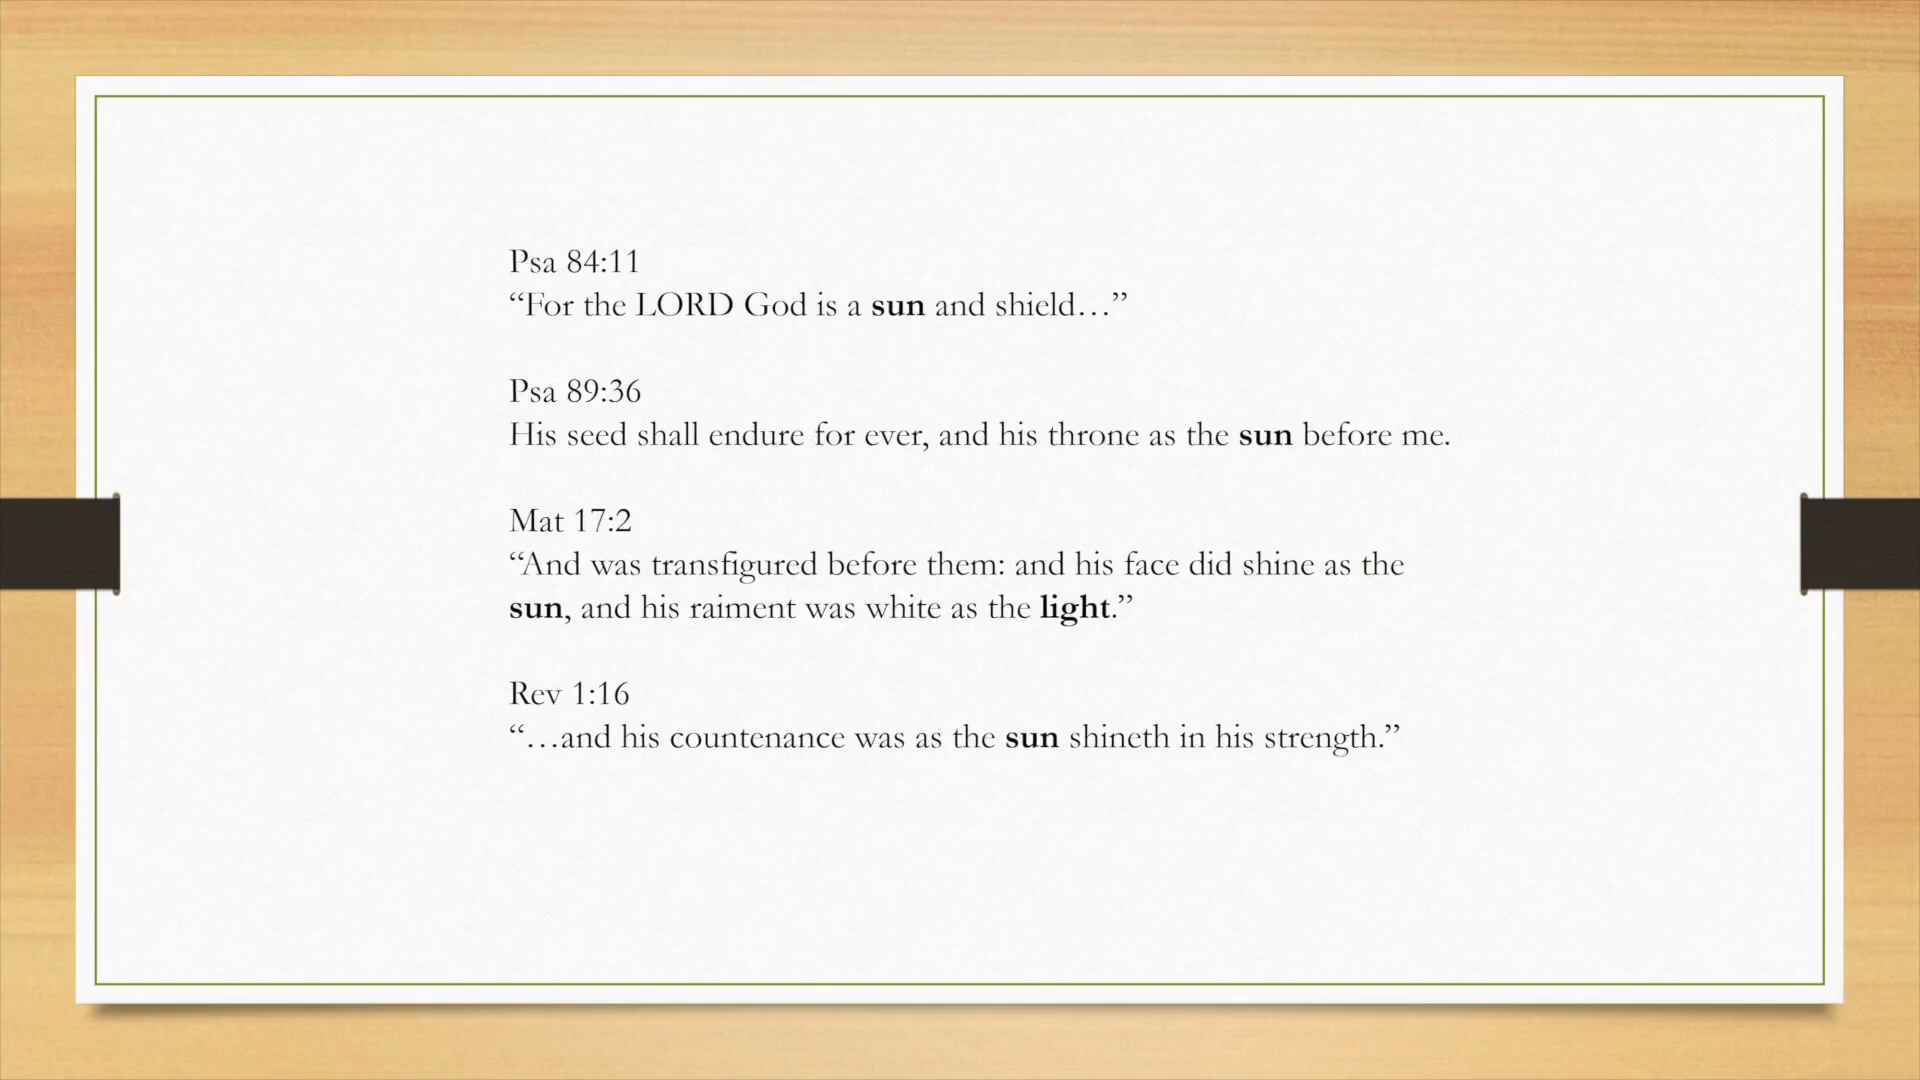 Psa 84:11
“For the LORD God is a sun and shield…”
Psa 89:36
His seed shall endure for ever, and his throne as the sun before me.
Mat 17:2
“And was transfigured before them: and his face did shine as the
sun, and his raiment was white as the light.”
Rev 1:16
“…and his countenance was as the sun shineth in his strength.”